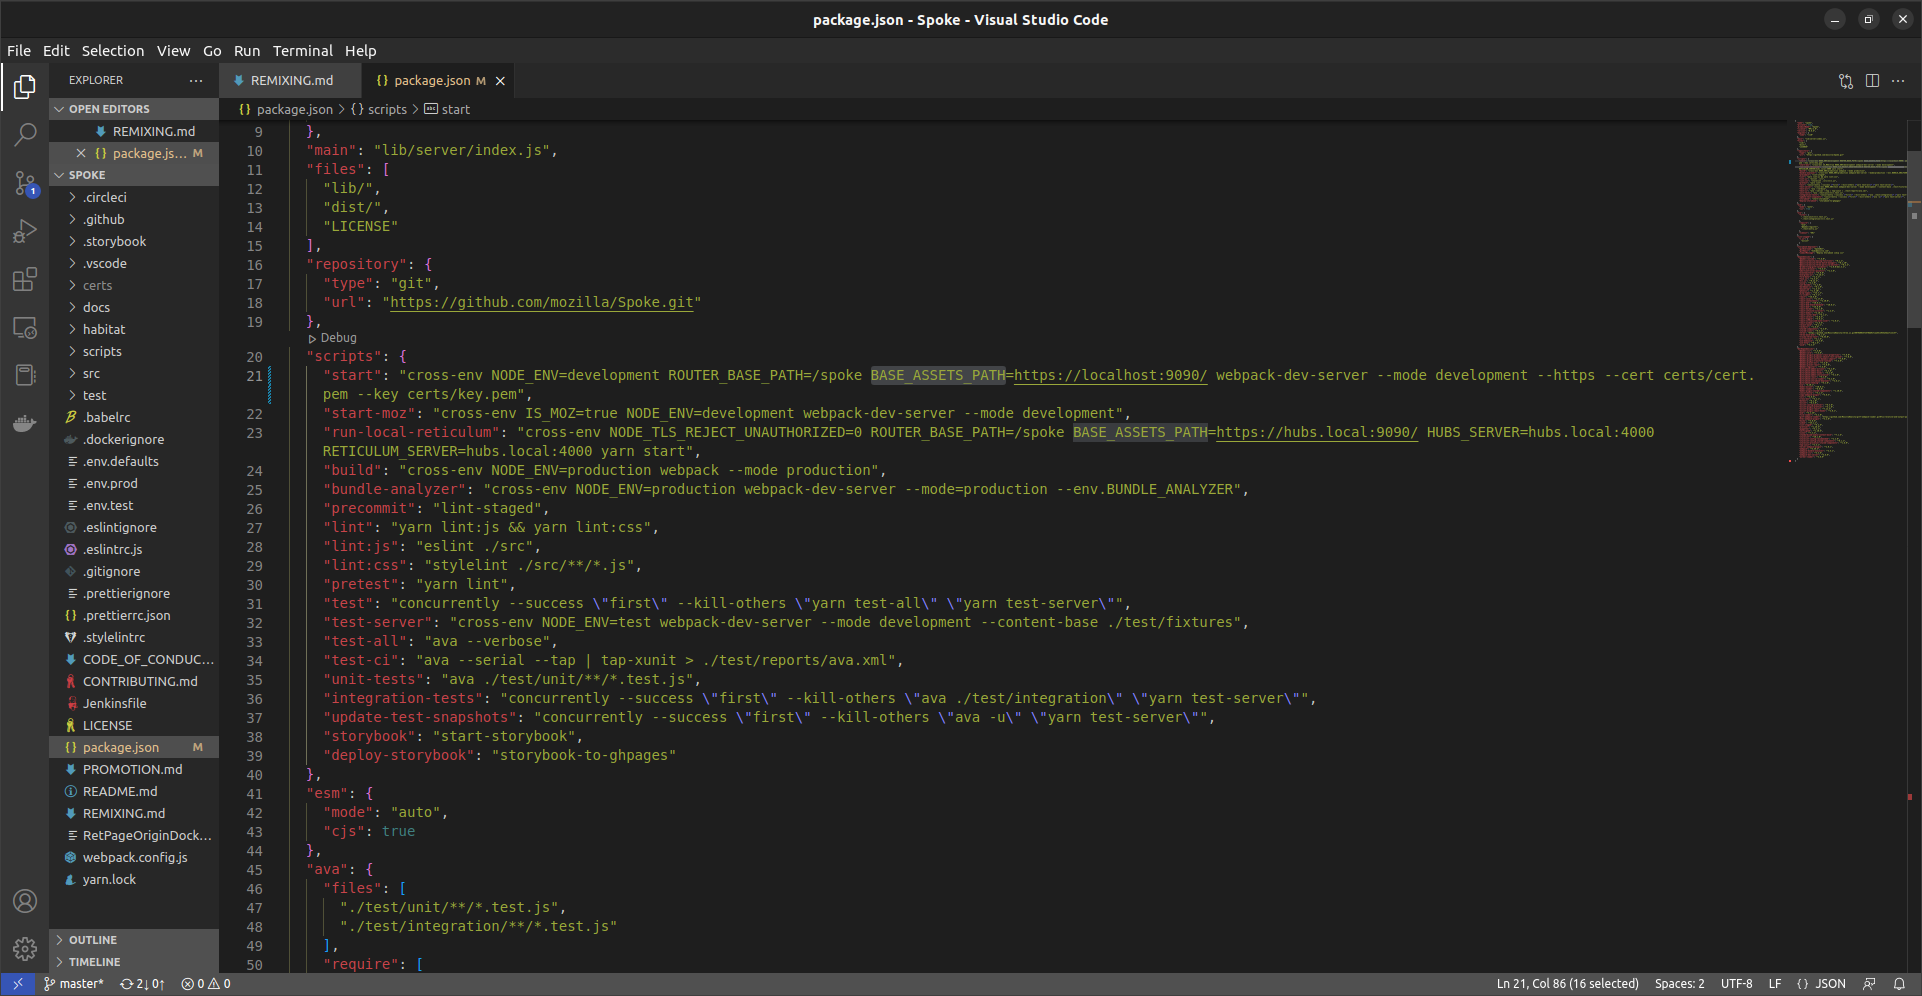 package.json - Spoke - Visual Studio Code
File Edit Selection View Go Run Terminal Help
EXPLORER
OPEN EDITORS
REMIXING.md
package.js... M
SPOKE
.circleci
.github
.storybook
.vscode
certs
docs
habitat
scripts
src
test
.babelrc
.dockerignore
.env.defaults
.env.prod
.env.test
.eslintignore
.eslintrc.js
.gitignore
.prettierignore
.prettierrc.json
.stylelintrc
CODE_OF_CONDUC...
CONTRIBUTING.md
Jenkinsfile
LICENSE
package.json M
PROMOTION.md
README.md
REMIXING.md
RetPageOriginDock...
webpack.config.js
yarn.lock
OUTLINE
TIMELINE
REMIXING.md {} package.json M
{} package.json > {} scripts > abc start
9 },
10 "main": "lib/server/index.js",
11 "files": [
12 "lib/",
13 "dist/",
14 "LICENSE"
15 ],
16 "repository": {
17 "type": "git",
18 "url": "https://github.com/mozilla/Spoke.git"
19 },
Debug
20 "scripts": {
21 "start": "cross-env NODE_ENV=development ROUTER_BASE_PATH=/spoke BASE_ASSETS_PATH=https://localhost:9090/ webpack-dev-server --mode development --https --cert certs/cert.
pem --key certs/key.pem",
22 "start-moz": "cross-env IS_MOZ=true NODE_ENV=development webpack-dev-server --mode development",
23 "run-local-reticulum": "cross-env NODE_TLS_REJECT_UNAUTHORIZED=0 ROUTER_BASE_PATH=/spoke BASE_ASSETS_PATH=https://hubs.local:9090/ HUBS_SERVER=hubs.local:4000
RETICULUM_SERVER=hubs.local:4000 yarn start",
24 "build": "cross-env NODE_ENV=production webpack --mode production",
25 "bundle-analyzer": "cross-env NODE_ENV=production webpack-dev-server --mode=production --env.BUNDLE_ANALYZER",
26 "precommit": "lint-staged",
27 "lint": "yarn lint:js && yarn lint:css",
28 "lint:js": "eslint ./src",
29 "lint:css": "stylelint ./src/**/*.js",
30 "pretest": "yarn lint",
31 "test": "concurrently --success \"first\" --kill-others \"yarn test-all\" \"yarn test-server\"",
32 "test-server": "cross-env NODE_ENV=test webpack-dev-server --mode development --content-base ./test/fixtures",
33 "test-all": "ava --verbose",
34 "test-ci": "ava --serial --tap | tap-xunit > ./test/reports/ava.xml",
35 "unit-tests": "ava ./test/unit/**/*.test.js",
36 "integration-tests": "concurrently --success \"first\" --kill-others \"ava ./test/integration\" \"yarn test-server\"",
37 "update-test-snapshots": "concurrently --success \"first\" --kill-others \"ava -u\" \"yarn test-server\"",
38 "storybook": "start-storybook",
39 "deploy-storybook": "storybook-to-ghpages"
40 },
41 "esm": {
42 "mode": "auto",
43 "cjs": true
44 },
45 "ava": {
46 "files": [
47 "./test/unit/**/*.test.js",
48 "./test/integration/**/*.test.js"
49 ],
50 "require": [
1
master* 2↓ 0↑ 0 0
Ln 21, Col 86 (16 selected) Spaces: 2 UTF-8 LF {} JSON